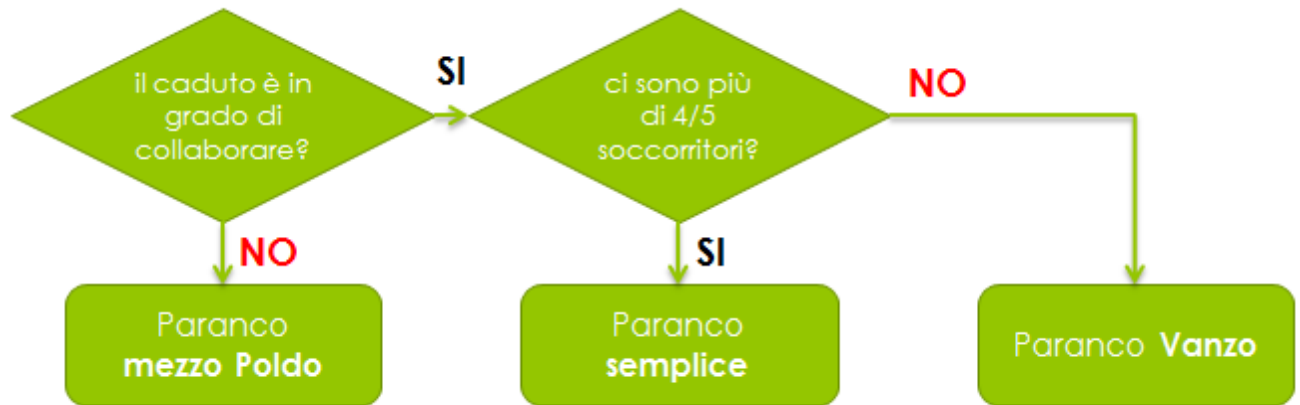 il caduto è in
grado di
collaborare?
SI
ci sono più
di 4/5
soccorritori?
NO
NO
SI
Paranco
mezzo Poldo
Paranco
semplice
Paranco Vanzo